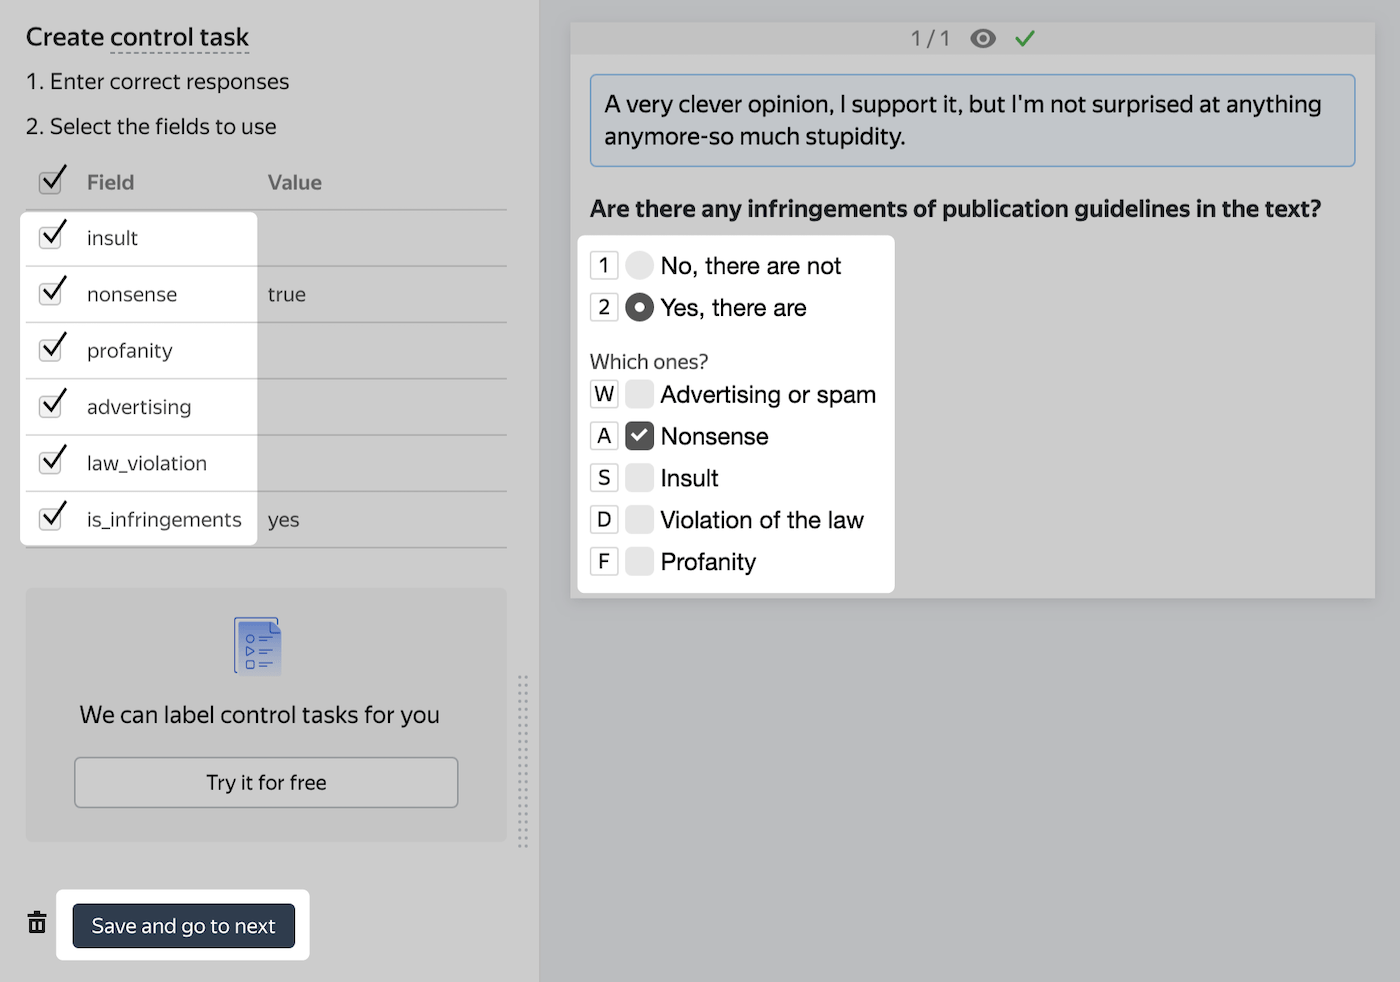 Create control task
1. Enter correct responses
2. Select the fields to use
Field Value
insult
nonsense true
profanity
advertising
law_violation
is_infringements yes
We can label control tasks for you
Try it for free
Save and go to next
1 / 1
A very clever opinion, I support it, but I'm not surprised at anything
anymore-so much stupidity.
Are there any infringements of publication guidelines in the text?
1 No, there are not
2 Yes, there are
Which ones?
W Advertising or spam
A Nonsense
S Insult
D Violation of the law
F Profanity